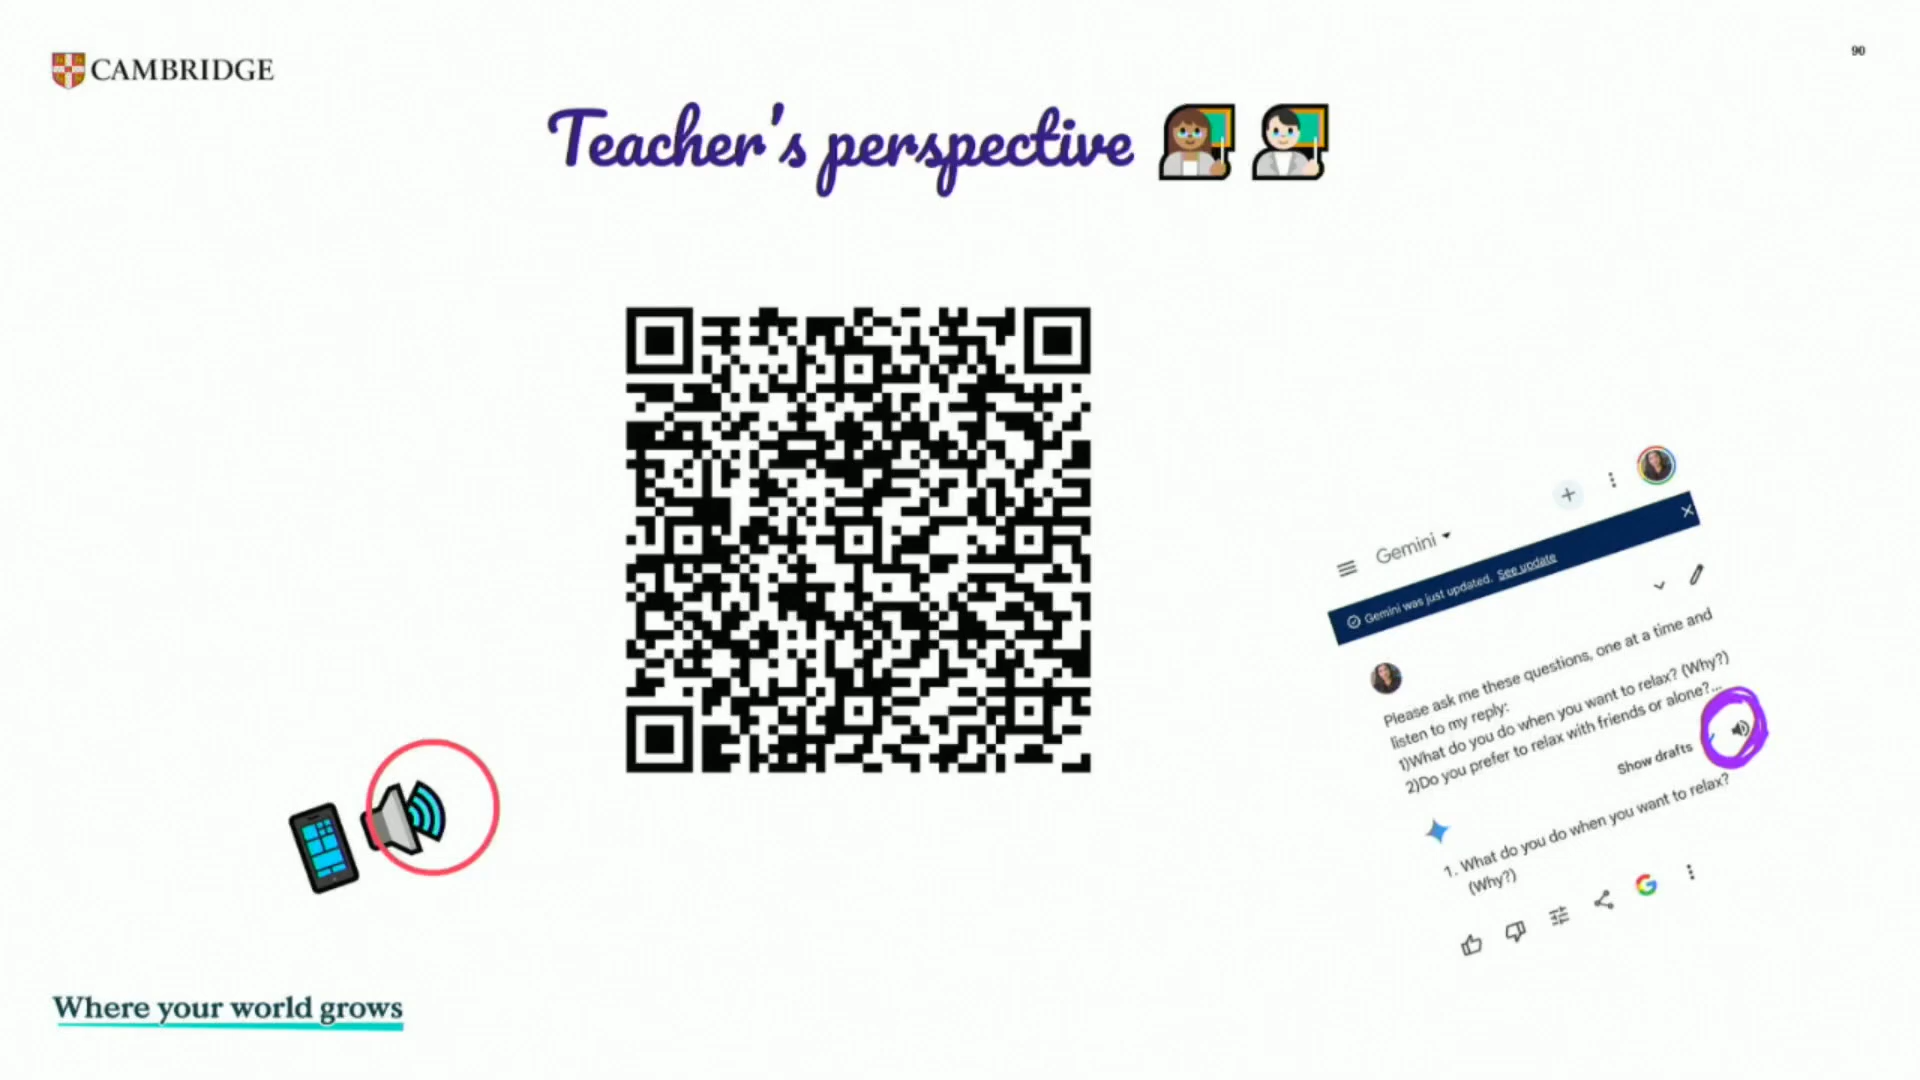 CAMBRIDGE
90
Teacher's perspective
Gemini
Gemini was just updated. See update
Please ask me these questions, one at a time and
listen to my reply:
1)What do you do when you want to relax? (Why?)
2)Do you prefer to relax with friends or alone?...
Show drafts
1. What do you do when you want to relax?
(Why?)
Where your world grows